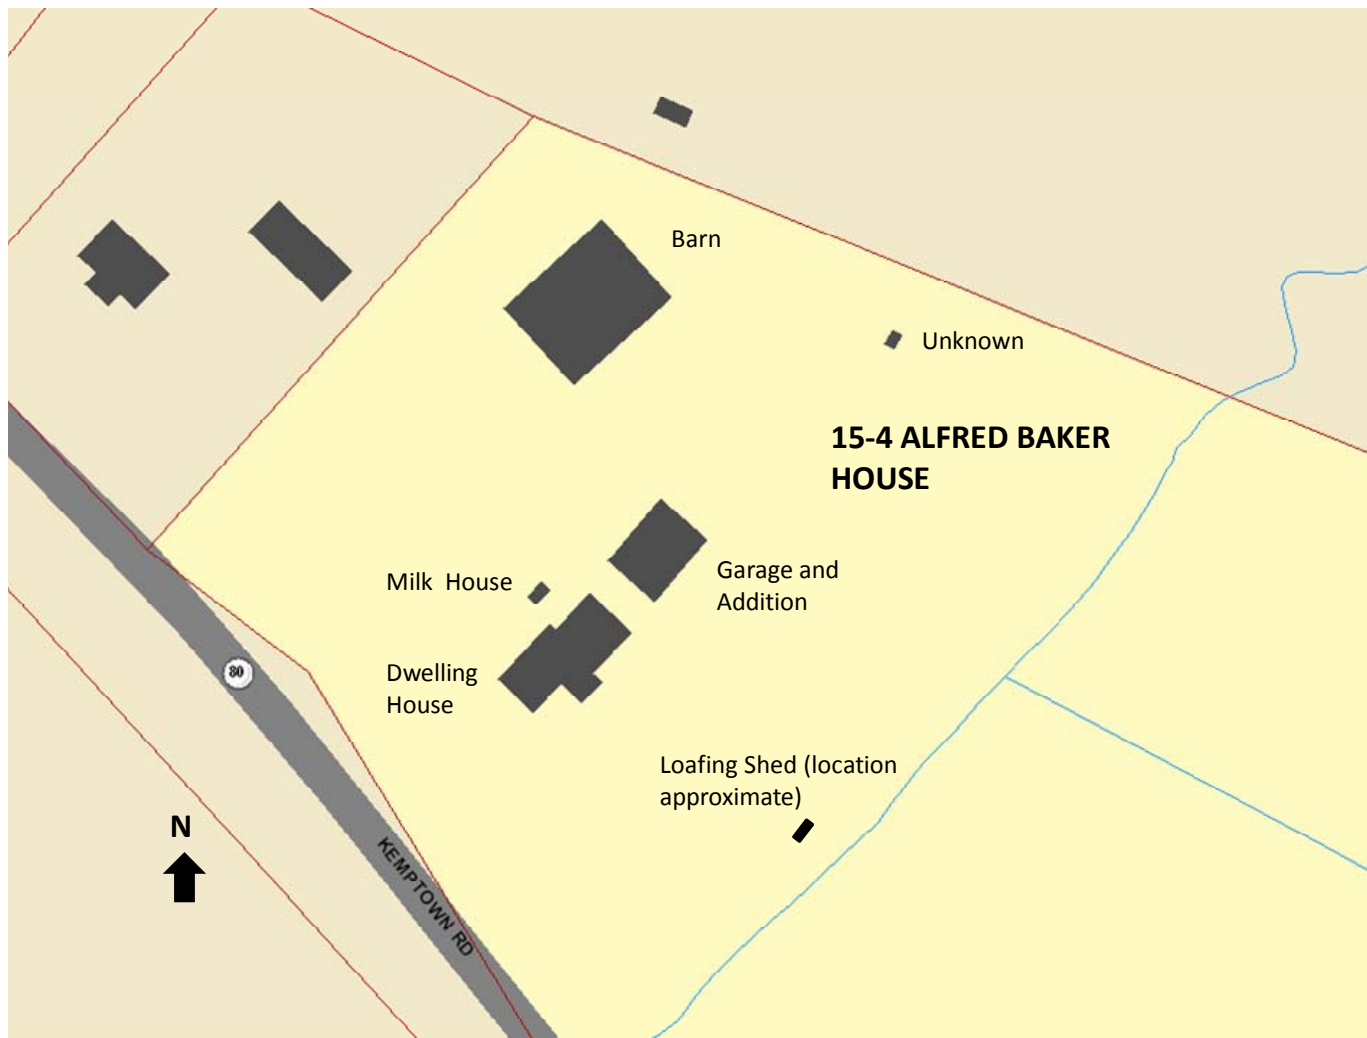 Barn
Unknown
15-4 ALFRED BAKER
HOUSE
Milk House
Garage and
Addition
Dwelling
House
80
Loafing Shed (location
approximate)
N
KEMPTOWN RD